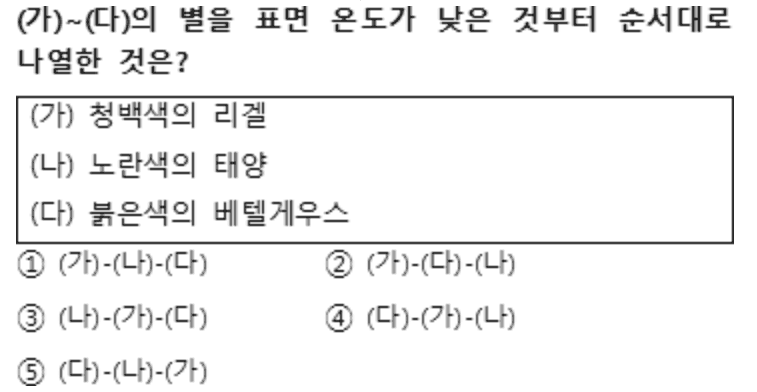 (가)~(다)의 별을 표면 온도가 낮은 것부터 순서대로
나열한 것은?
(가) 청백색의 리겔
(나) 노란색의 태양
(다) 붉은색의 베텔게우스
① (가)-(나)-(다) ② (가)-(다)-(나)
③ (나)-(가)-(다) ④ (다)-(가)-(나)
⑤ (다)-(나)-(가)